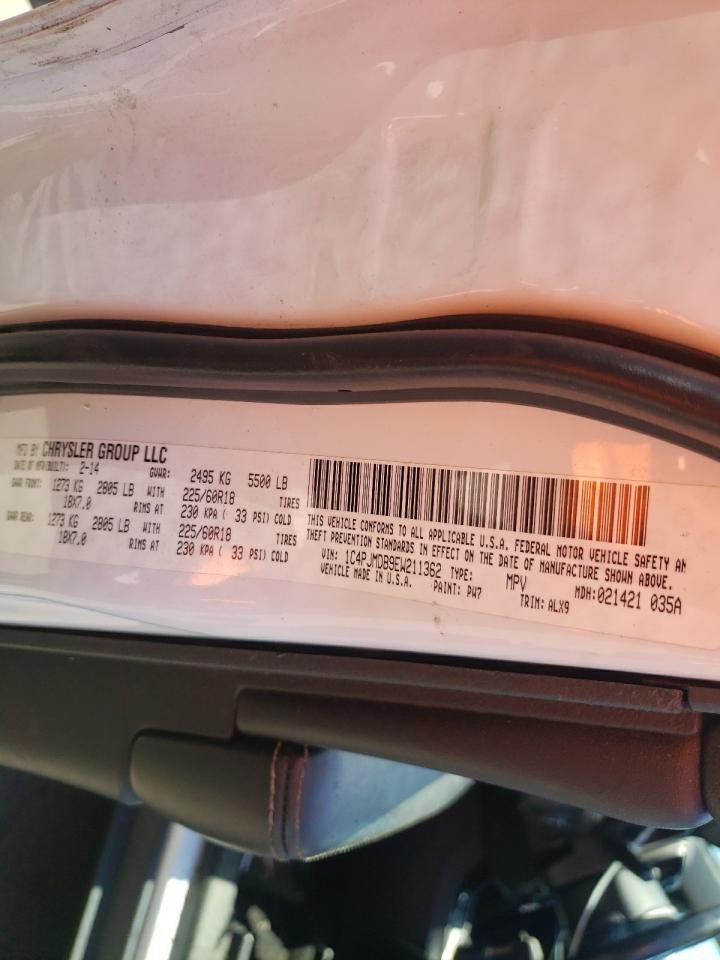 MFD BY CHRYSLER GROUP LLC
DATE OF MFR(BUILT): 2-14 GVWR: 2495 KG 5500 LB
GAWR FRONT: 1273 KG 2805 LB WITH 225/60R18 TIRES
18X7.0 RIMS AT 230 KPA ( 33 PSI) COLD
GAWR REAR: 1273 KG 2805 LB WITH 225/60R18 TIRES
18X7.0 RIMS AT 230 KPA ( 33 PSI) COLD
THIS VEHICLE CONFORMS TO ALL APPLICABLE U.S.A. FEDERAL MOTOR VEHICLE SAFETY AN
THEFT PREVENTION STANDARDS IN EFFECT ON THE DATE OF MANUFACTURE SHOWN ABOVE.
VIN: 1C4PJMDB9EW211362 TYPE: MPV MDH: 021421 035A
VEHICLE MADE IN U.S.A. PAINT: PW7 TRIM: ALX9